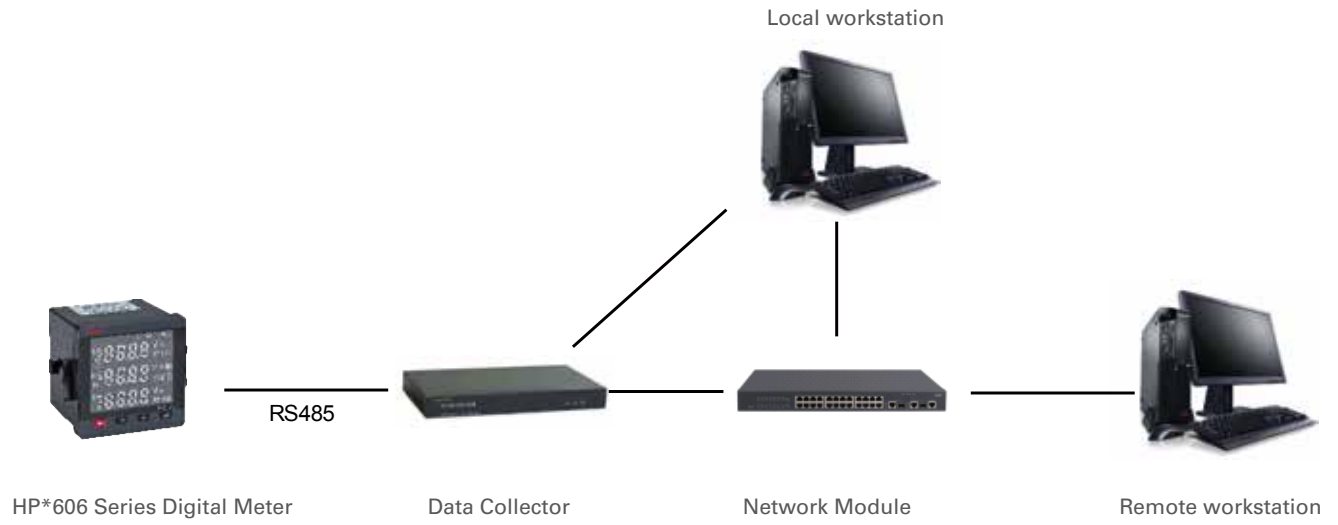 Local workstation
RS485
HP*606 Series Digital Meter
Data Collector
Network Module
Remote workstation